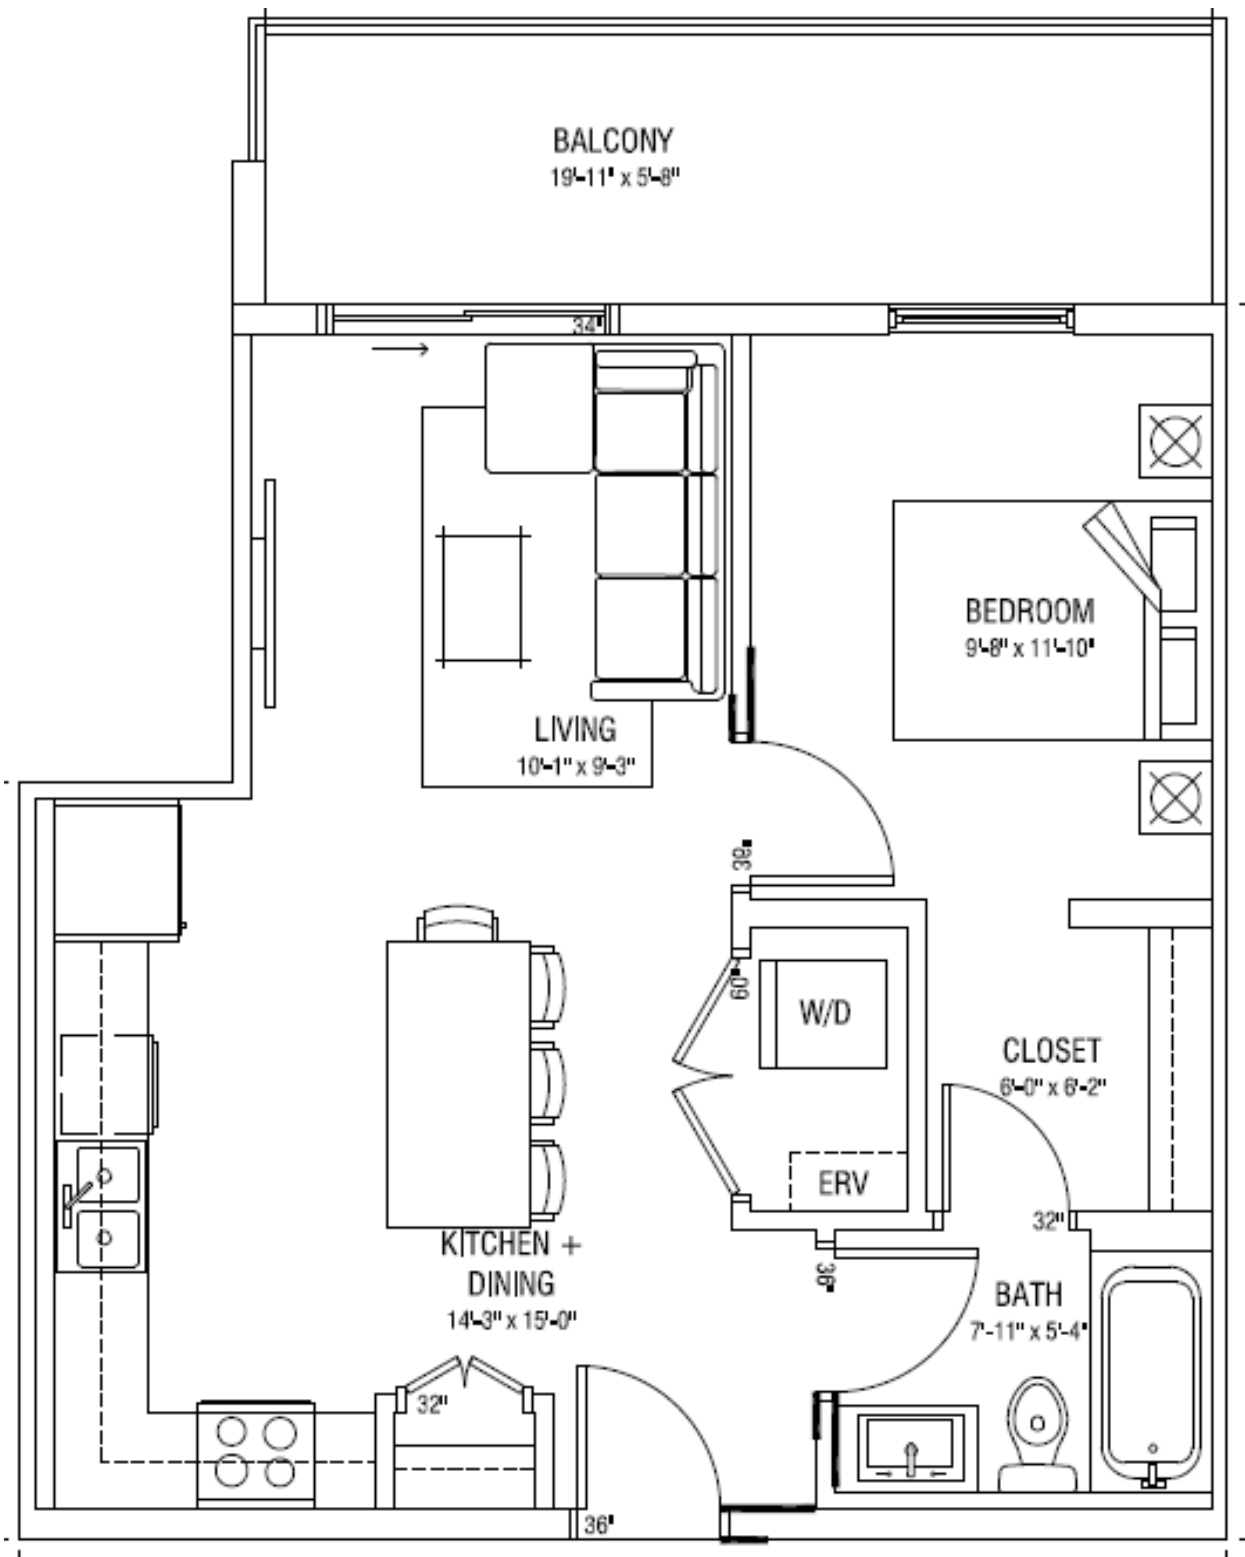 BALCONY
19'-11" x 5'-8"
34"
BEDROOM
9'-8" x 11'-10"
LIVING
10'-1" x 9'-3"
36"
60"
W/D
CLOSET
6'-0" x 6'-2"
ERV
32"
KITCHEN +
DINING
14'-3" x 15'-0"
36"
BATH
7'-11" x 5'-4"
32"
36"